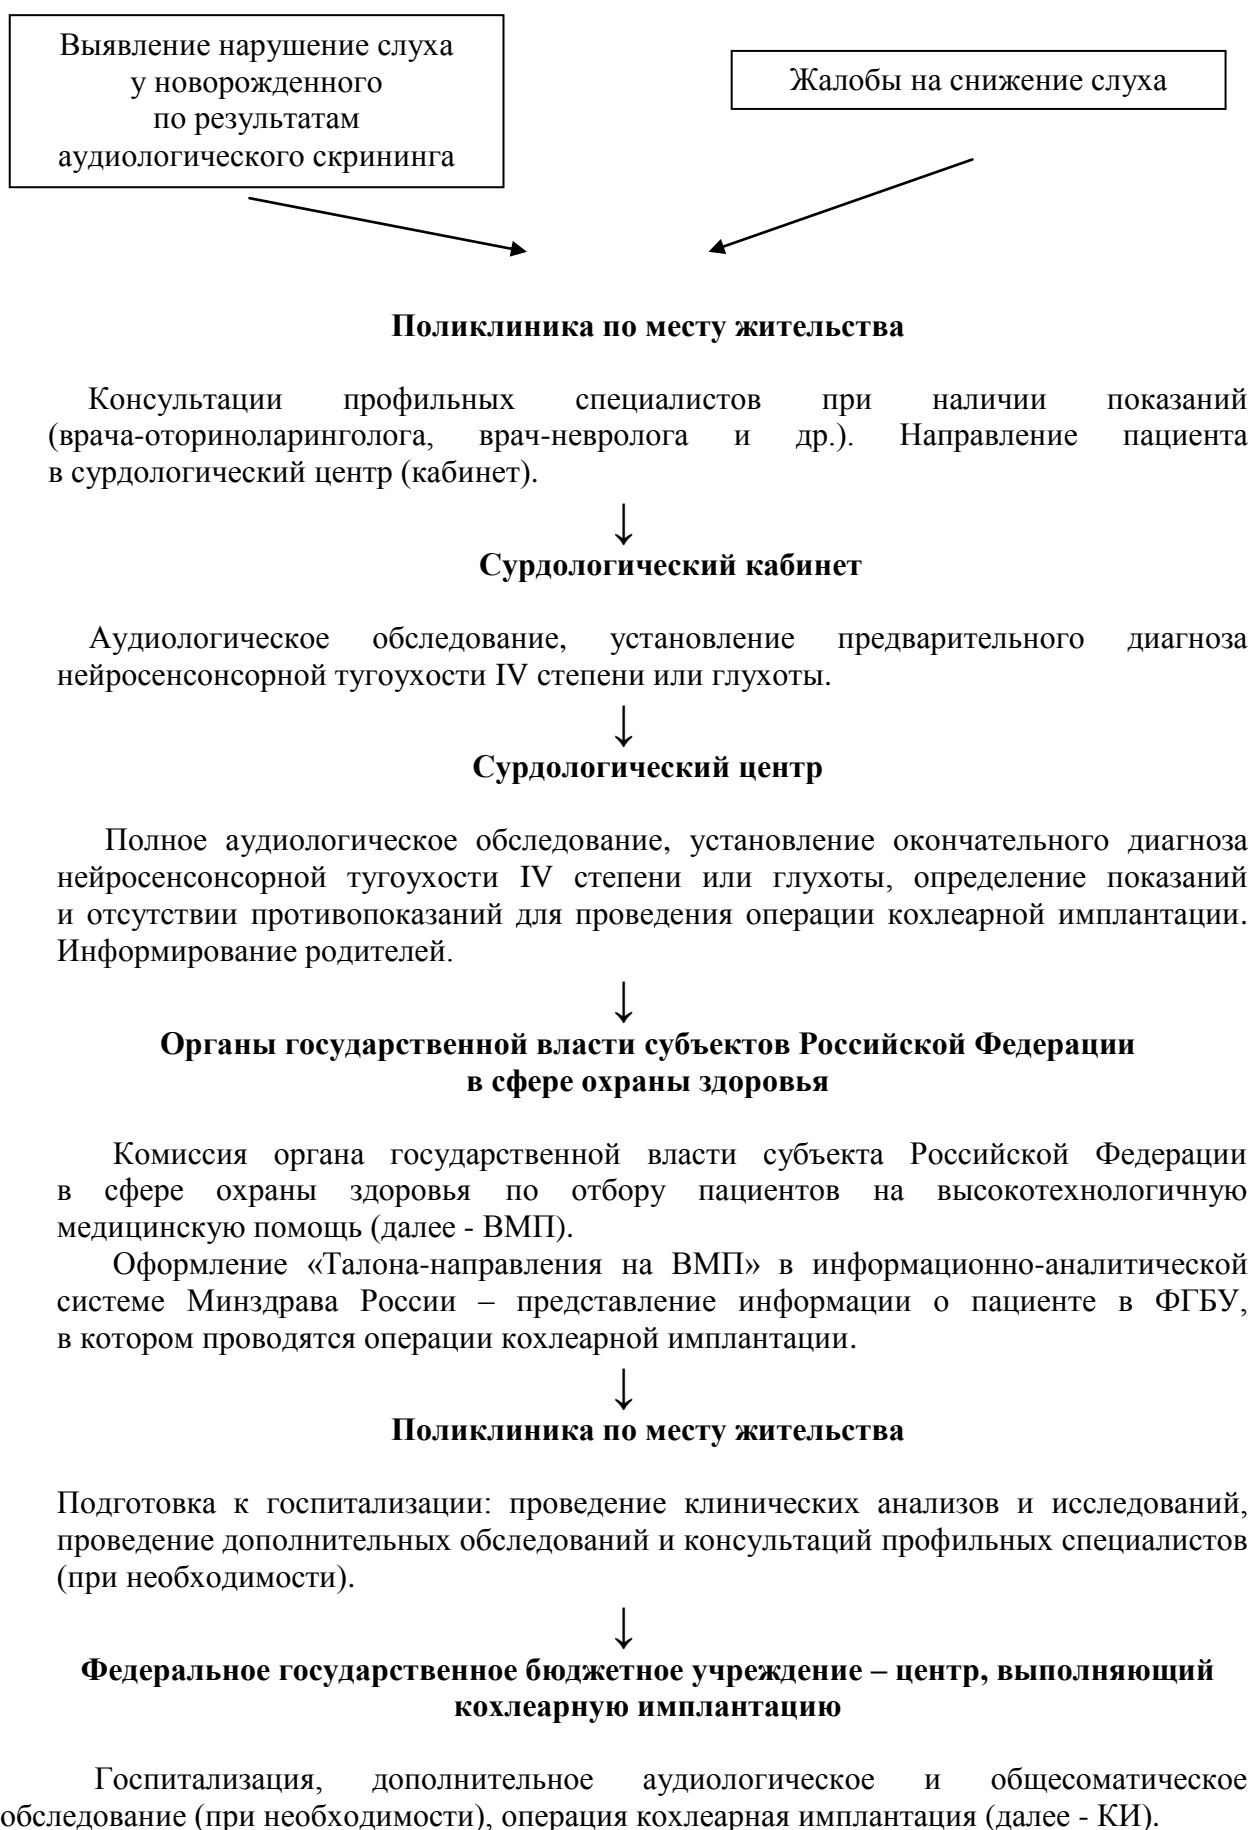 Выявление нарушение слуха
у новорожденного
по результатам
аудиологического скрининга
Жалобы на снижение слуха
Поликлиника по месту жительства
Консультации профильных специалистов при наличии показаний
(врача-оториноларинголога, врач-невролога и др.). Направление пациента
в сурдологический центр (кабинет).
↓
Сурдологический кабинет
Аудиологическое обследование, установление предварительного диагноза
нейросенсонсорной тугоухости IV степени или глухоты.
↓
Сурдологический центр
Полное аудиологическое обследование, установление окончательного диагноза
нейросенсонсорной тугоухости IV степени или глухоты, определение показаний
и отсутствии противопоказаний для проведения операции кохлеарной имплантации.
Информирование родителей.
↓
Органы государственной власти субъектов Российской Федерации
в сфере охраны здоровья
Комиссия органа государственной власти субъекта Российской Федерации
в сфере охраны здоровья по отбору пациентов на высокотехнологичную
медицинскую помощь (далее - ВМП).
Оформление «Талона-направления на ВМП» в информационно-аналитической
системе Минздрава России – представление информации о пациенте в ФГБУ,
в котором проводятся операции кохлеарной имплантации.
↓
Поликлиника по месту жительства
Подготовка к госпитализации: проведение клинических анализов и исследований,
проведение дополнительных обследований и консультаций профильных специалистов
(при необходимости).
↓
Федеральное государственное бюджетное учреждение – центр, выполняющий
кохлеарную имплантацию
Госпитализация, дополнительное аудиологическое и общесоматическое
обследование (при необходимости), операция кохлеарная имплантация (далее - КИ).